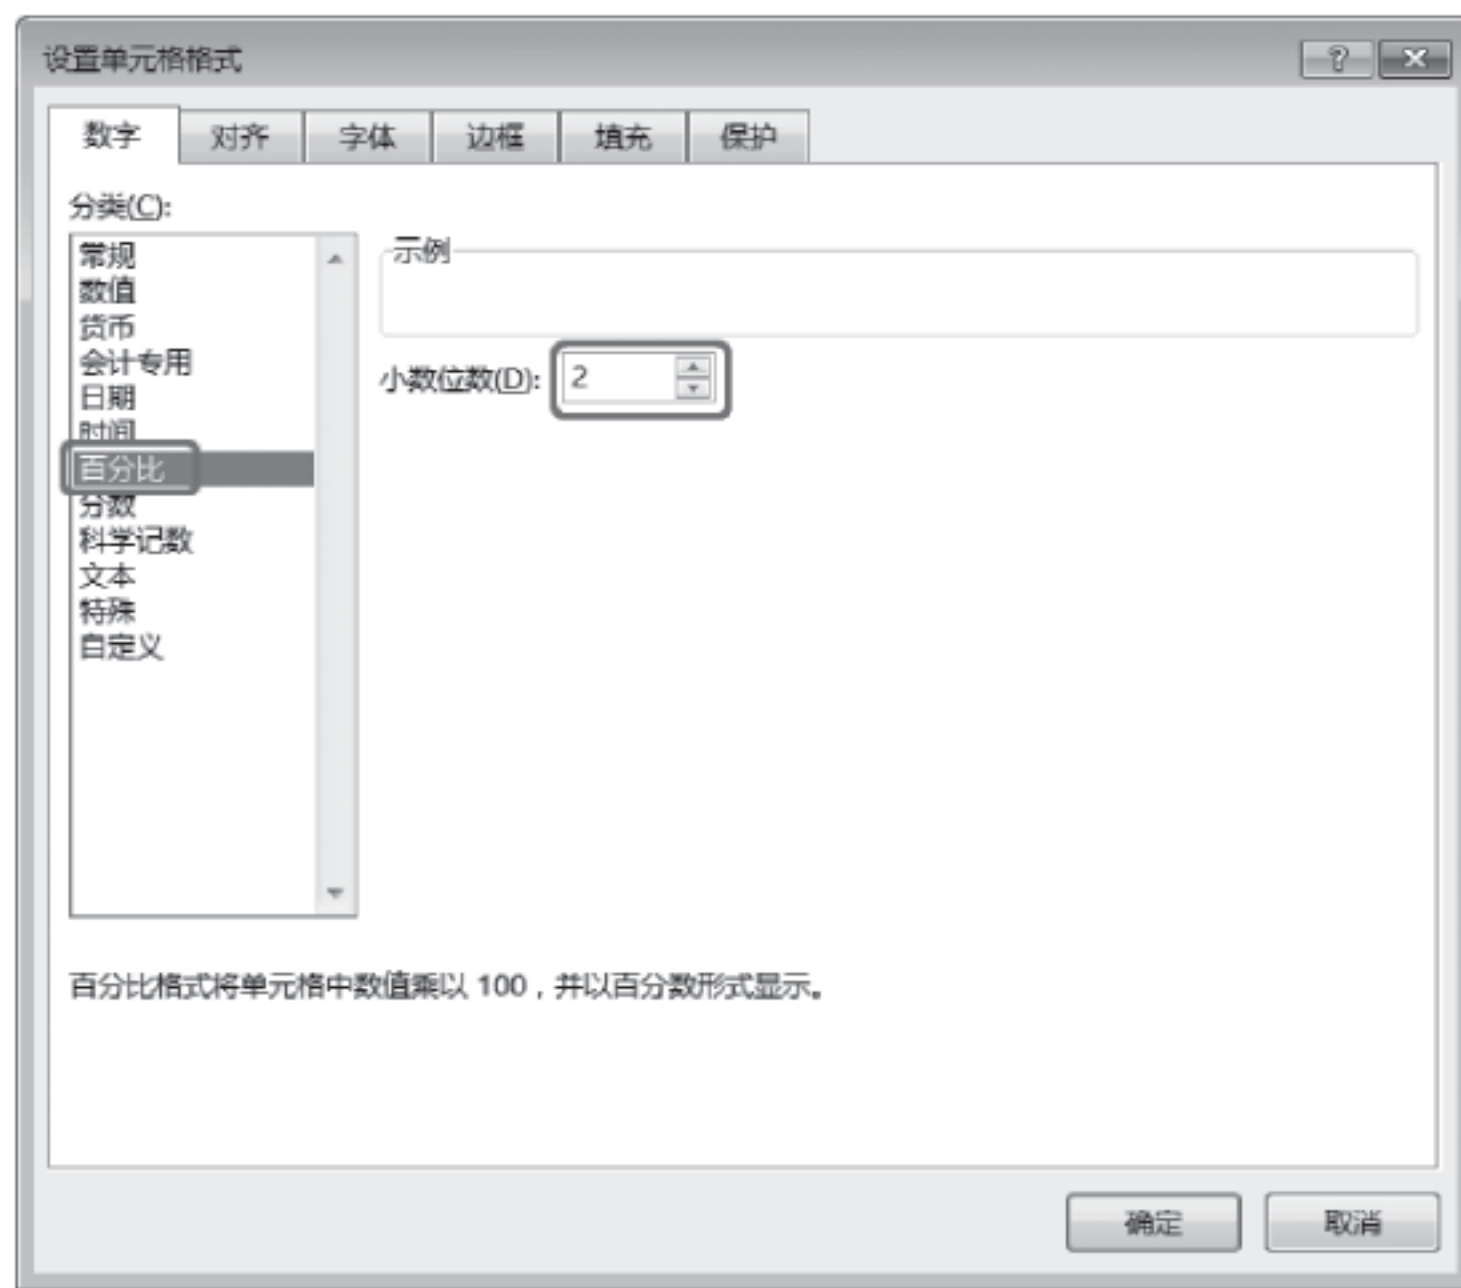 设置单元格格式
数字 对齐 字体 边框 填充 保护
分类(C):
常规
数值
货币
会计专用
日期
时间
百分比
分数
科学记数
文本
特殊
自定义
示例
小数位数(D): 2
百分比格式将单元格中数值乘以 100，并以百分数形式显示。
确定 取消